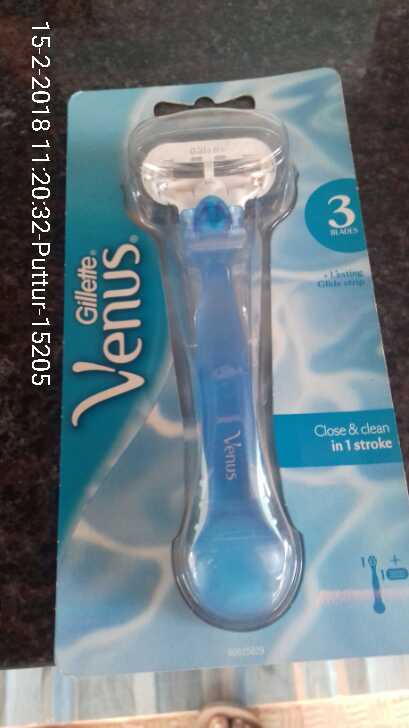 15-2-2018 11:20:32-Puttur-15205
Gillette
Venus
3
BLADES
+ Lasting
Glide strip
Close & clean
in 1 stroke
Venus
1
+
1